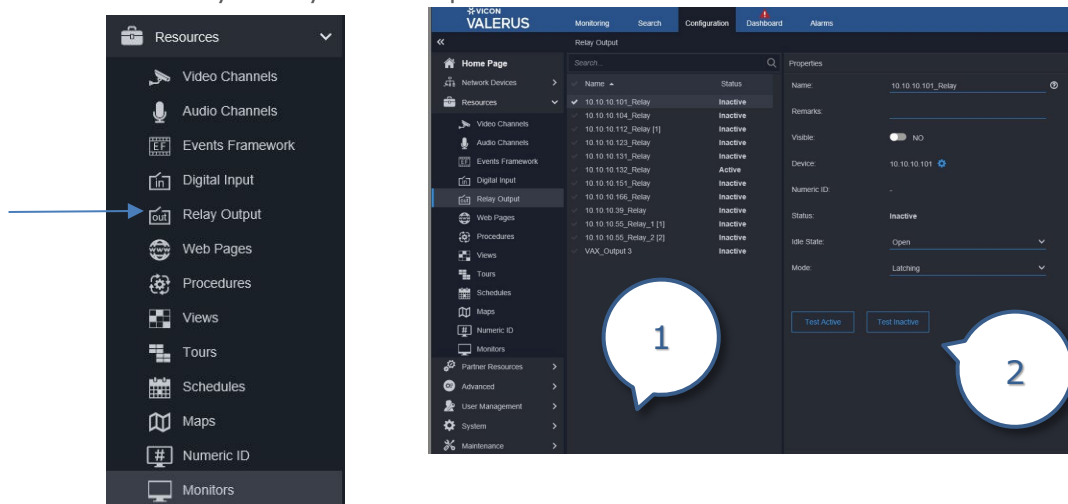 Resources
Video Channels
Audio Channels
EF Events Framework
in Digital Input
out Relay Output
www Web Pages
Procedures
Views
Tours
Schedules
Maps
# Numeric ID
Monitors
VICON
VALERUS
Monitoring Search Configuration Dashboard Alarms
« Relay Output
Home Page
Network Devices
Resources
Video Channels
Audio Channels
EF Events Framework
in Digital Input
out Relay Output
Web Pages
Procedures
Views
Tours
Schedules
Maps
# Numeric ID
Monitors
Partner Resources
Advanced
User Management
System
Maintenance
Search...
Name Status
10.10.10.101_Relay Inactive
10.10.10.104_Relay Inactive
10.10.10.112_Relay [1] Inactive
10.10.10.123_Relay Inactive
10.10.10.131_Relay Inactive
10.10.10.132_Relay Active
10.10.10.151_Relay Inactive
10.10.10.166_Relay Inactive
10.10.10.39_Relay Inactive
10.10.10.55_Relay_1 [1] Inactive
10.10.10.55_Relay_2 [2] Inactive
VAX_Output 3 Inactive
1
Properties
Name: 10.10.10.101_Relay
Remarks:
Visible: NO
Device: 10.10.10.101
Numeric ID: -
Status: Inactive
Idle State: Open
Mode: Latching
Test Active Test Inactive
2